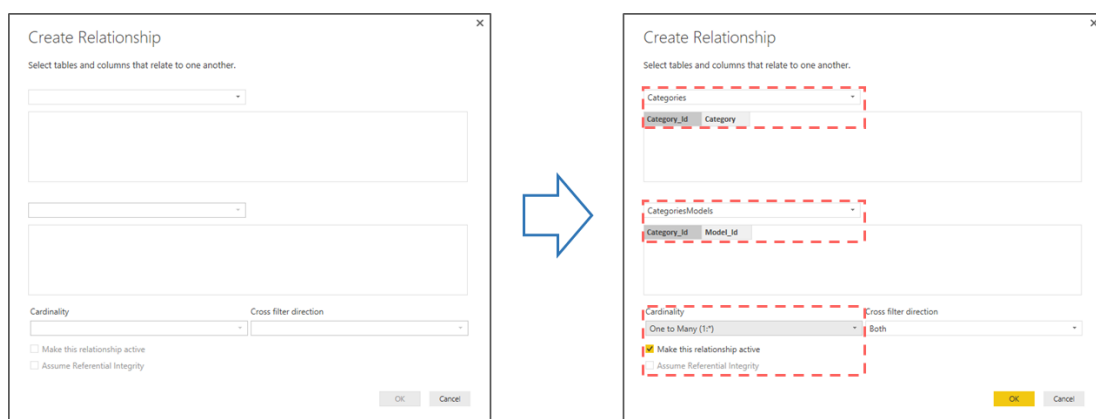 Create Relationship
Select tables and columns that relate to one another.
Cardinality Cross filter direction
Make this relationship active
Assume Referential Integrity
OK Cancel
Create Relationship
Select tables and columns that relate to one another.
Categories
Category_Id Category
CategoriesModels
Category_Id Model_Id
Cardinality Cross filter direction
One to Many (1:*) Both
Make this relationship active
Assume Referential Integrity
OK Cancel